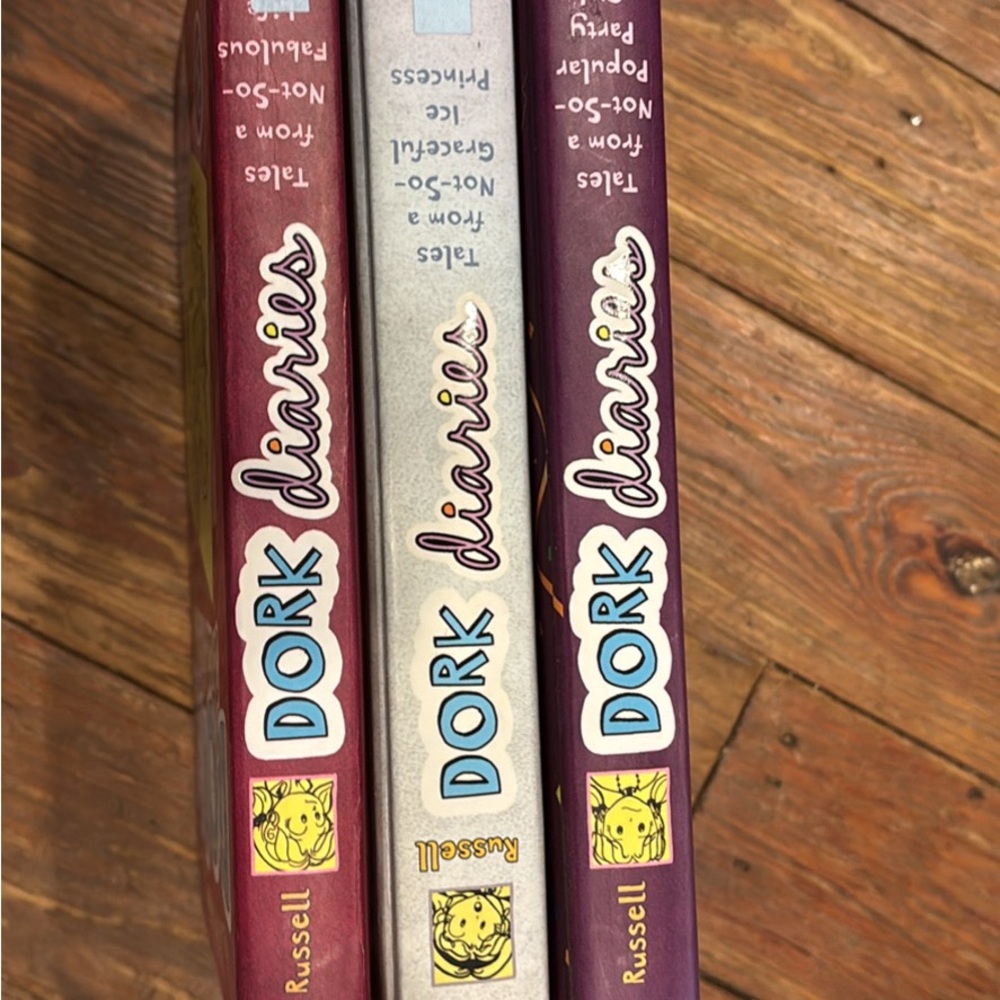 Russell
DORK diaries
Tales
from a
Not-So-
Fabulous
Life
Russell
DORK diaries
Tales
from a
Not-So-
Graceful
Ice
Princess
Russell
DORK diaries
Tales
from a
Not-So-
Popular
Party